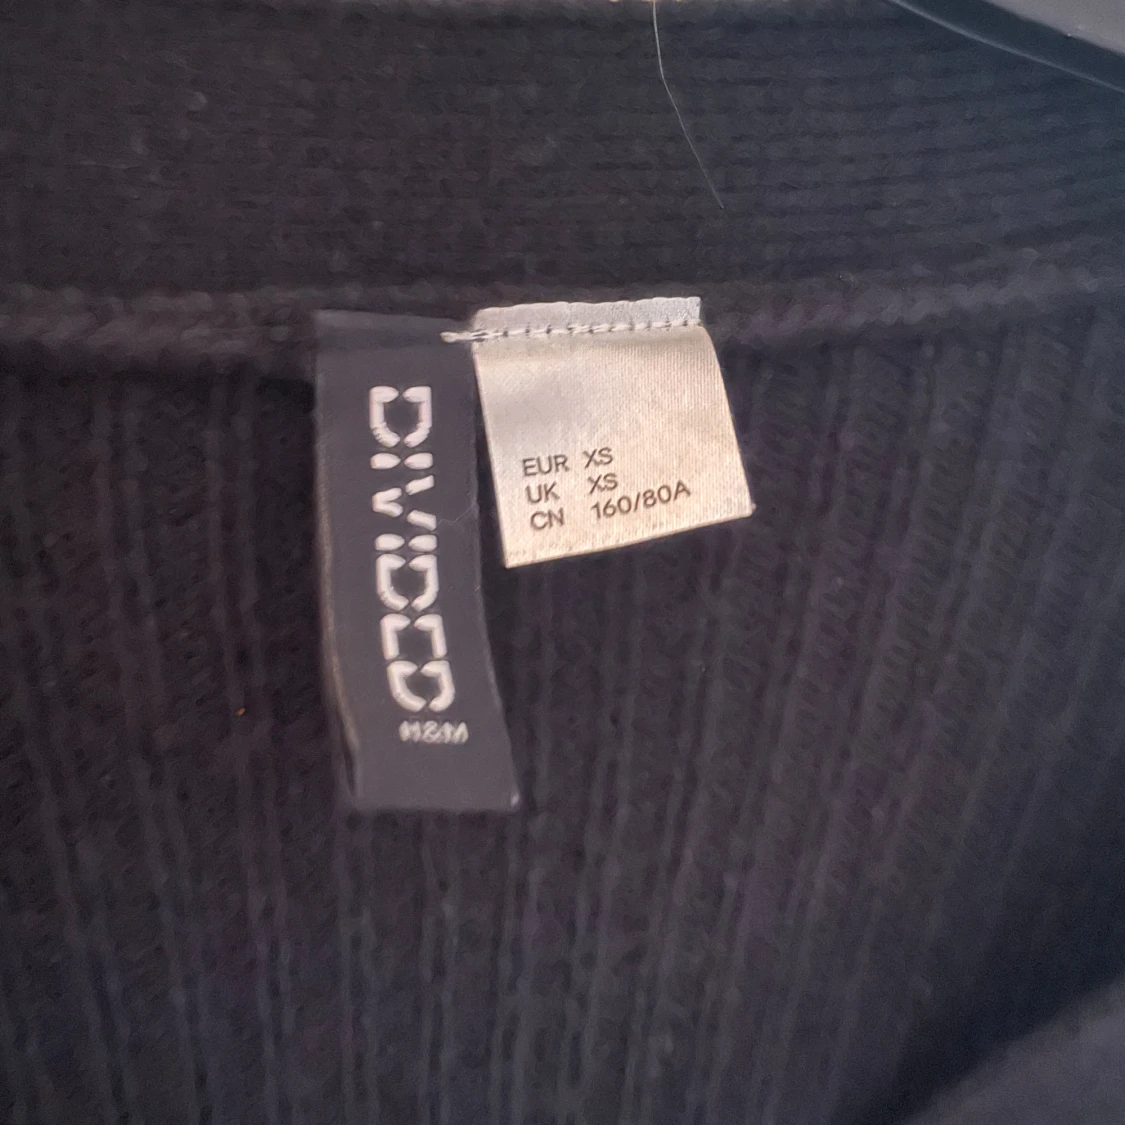 DIVIDED
H&M
EUR XS
UK XS
CN 160/80A